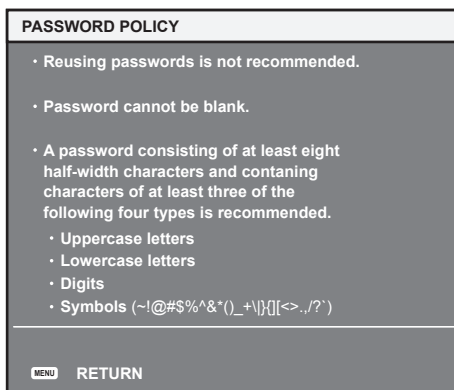 PASSWORD POLICY
・Reusing passwords is not recommended.
・Password cannot be blank.
・A password consisting of at least eight
half-width characters and contaning
characters of at least three of the
following four types is recommended.
・Uppercase letters
・Lowercase letters
・Digits
・Symbols (~!@#$%^&*()_+\|}{][<>.,/?`)
MENU RETURN